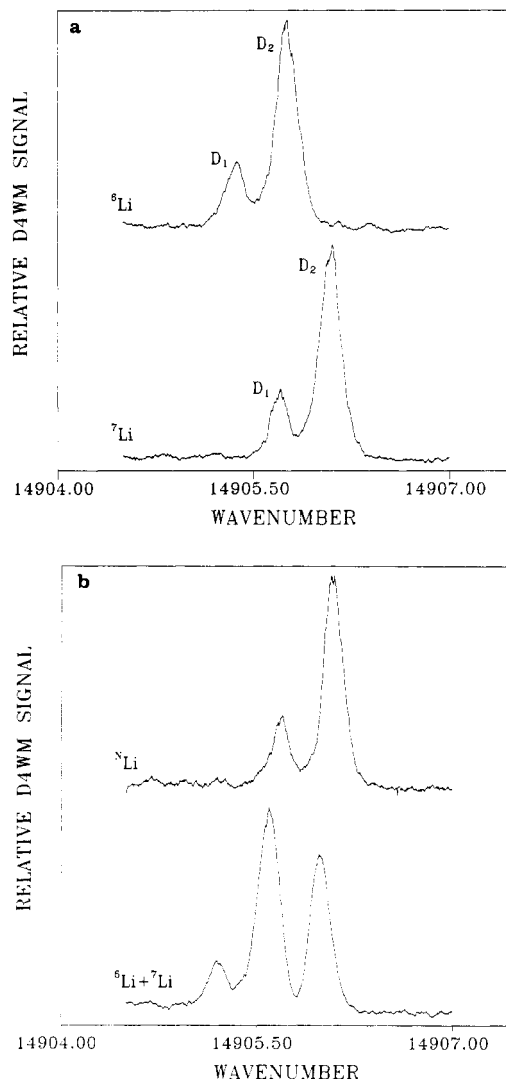 a
D₂
D₁
⁶Li
D₂
D₁
⁷Li
RELATIVE D4WM SIGNAL
14904.00 14905.50 14907.00
WAVENUMBER
b
ᴺLi
⁶Li+⁷Li
RELATIVE D4WM SIGNAL
14904.00 14905.50 14907.00
WAVENUMBER